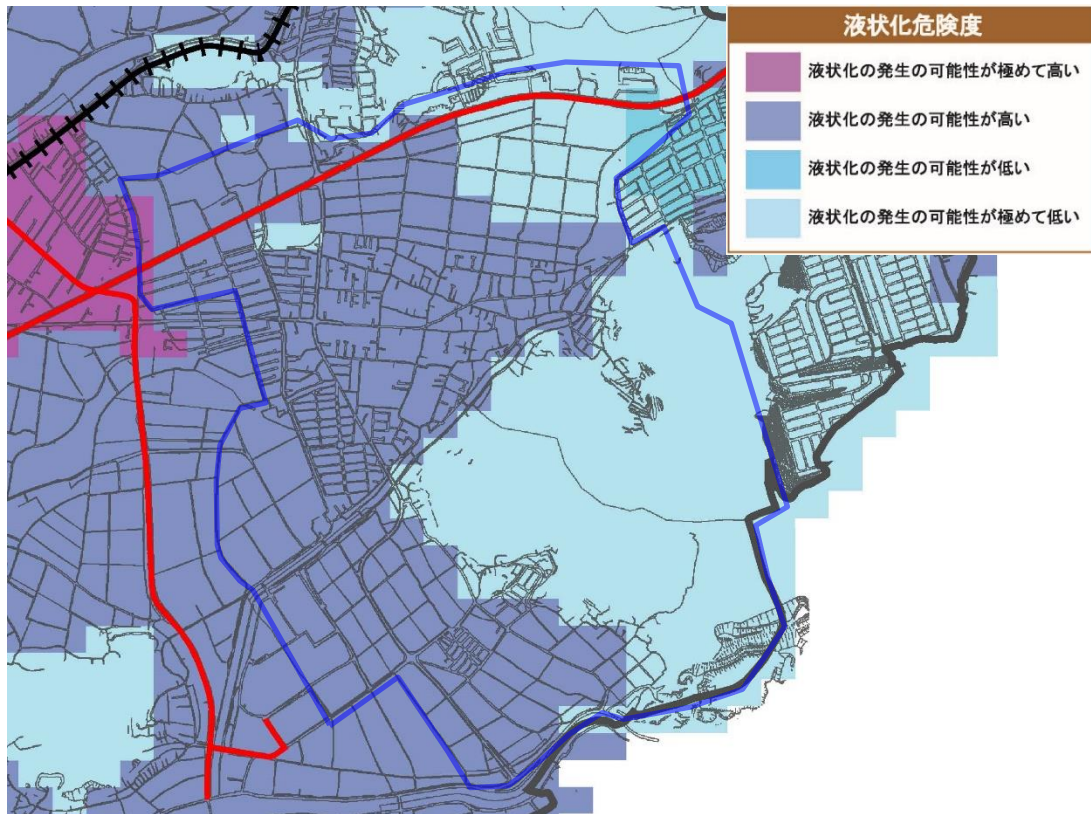 液状化危険度
液状化の発生の可能性が極めて高い
液状化の発生の可能性が高い
液状化の発生の可能性が低い
液状化の発生の可能性が極めて低い